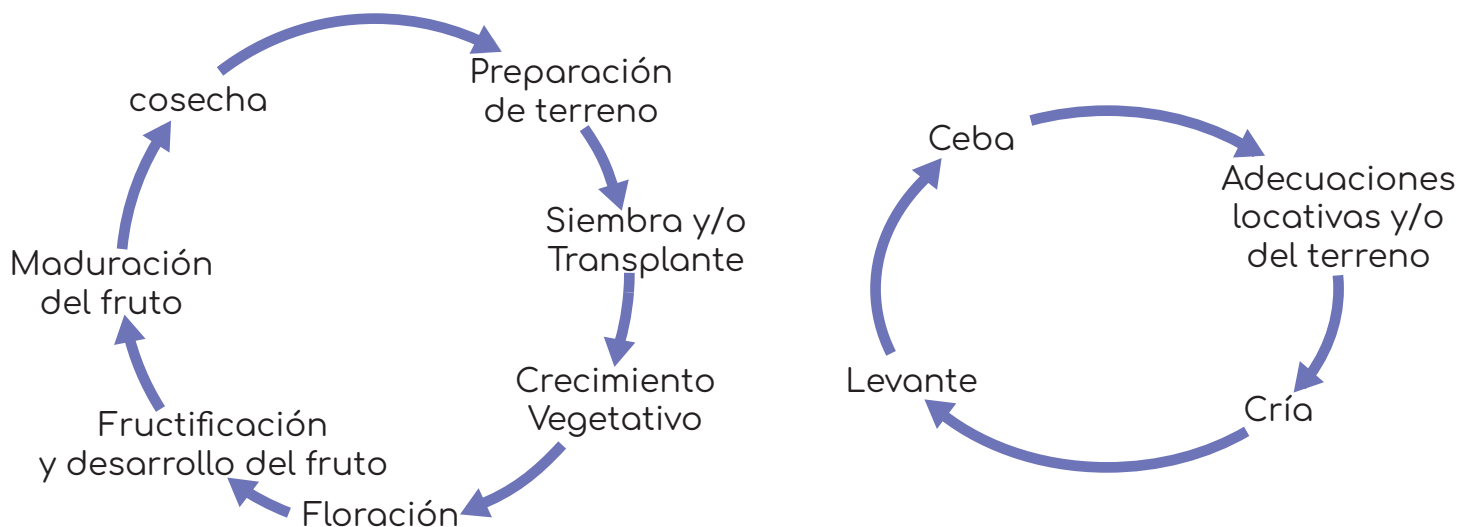 Preparación
de terreno
Siembra y/o
Transplante
Crecimiento
Vegetativo
Floración
Fructificación
y desarrollo del fruto
Maduración
del fruto
cosecha
Ceba
Adecuaciones
locativas y/o
del terreno
Cría
Levante